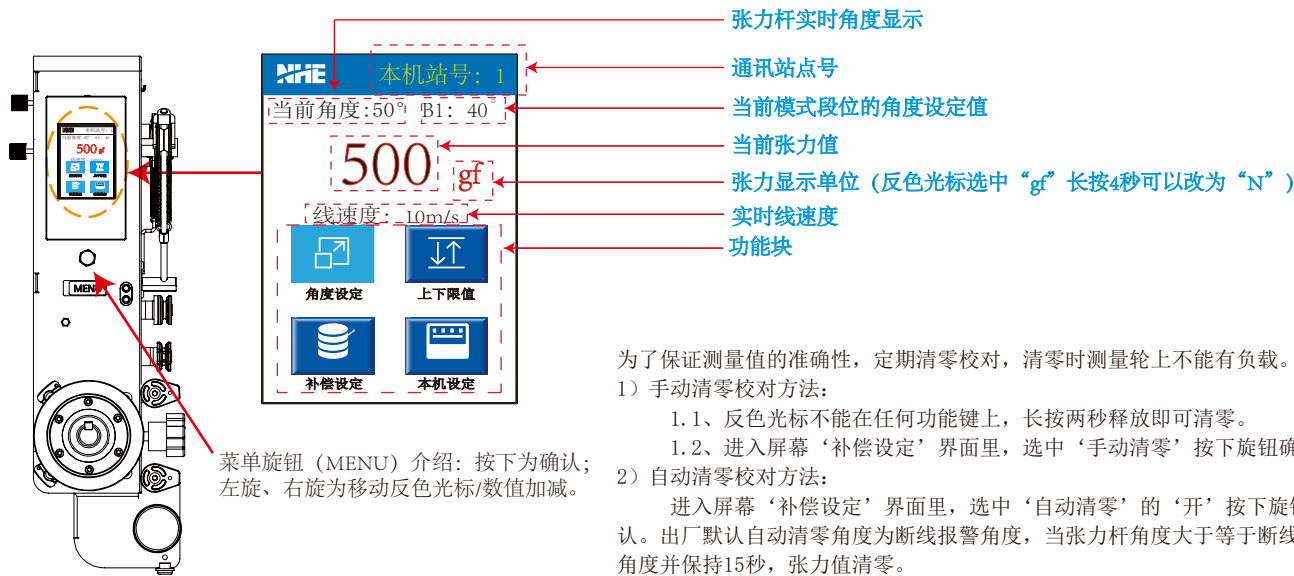 张力杆实时角度显示
通讯站点号
当前模式段位的角度设定值
当前张力值
张力显示单位（反色光标选中“gf”长按4秒可以改为“N”）
实时线速度
功能块
NHE 本机站号: 1
当前角度:50° B1: 40°
500 gf
线速度: 10m/s
角度设定 上下限值
补偿设定 本机设定
NHE 本机站号: 1
500 gf
MEN
菜单旋钮（MENU）介绍: 按下为确认;
左旋、右旋为移动反色光标/数值加减。
为了保证测量值的准确性，定期清零校对，清零时测量轮上不能有负载。
1）手动清零校对方法:
1.1、反色光标不能在任何功能键上，长按两秒释放即可清零。
1.2、进入屏幕‘补偿设定’界面里，选中‘手动清零’按下旋钮确
2）自动清零校对方法:
进入屏幕‘补偿设定’界面里，选中‘自动清零’的‘开’按下旋
认。出厂默认自动清零角度为断线报警角度，当张力杆角度大于等于断线
角度并保持15秒，张力值清零。